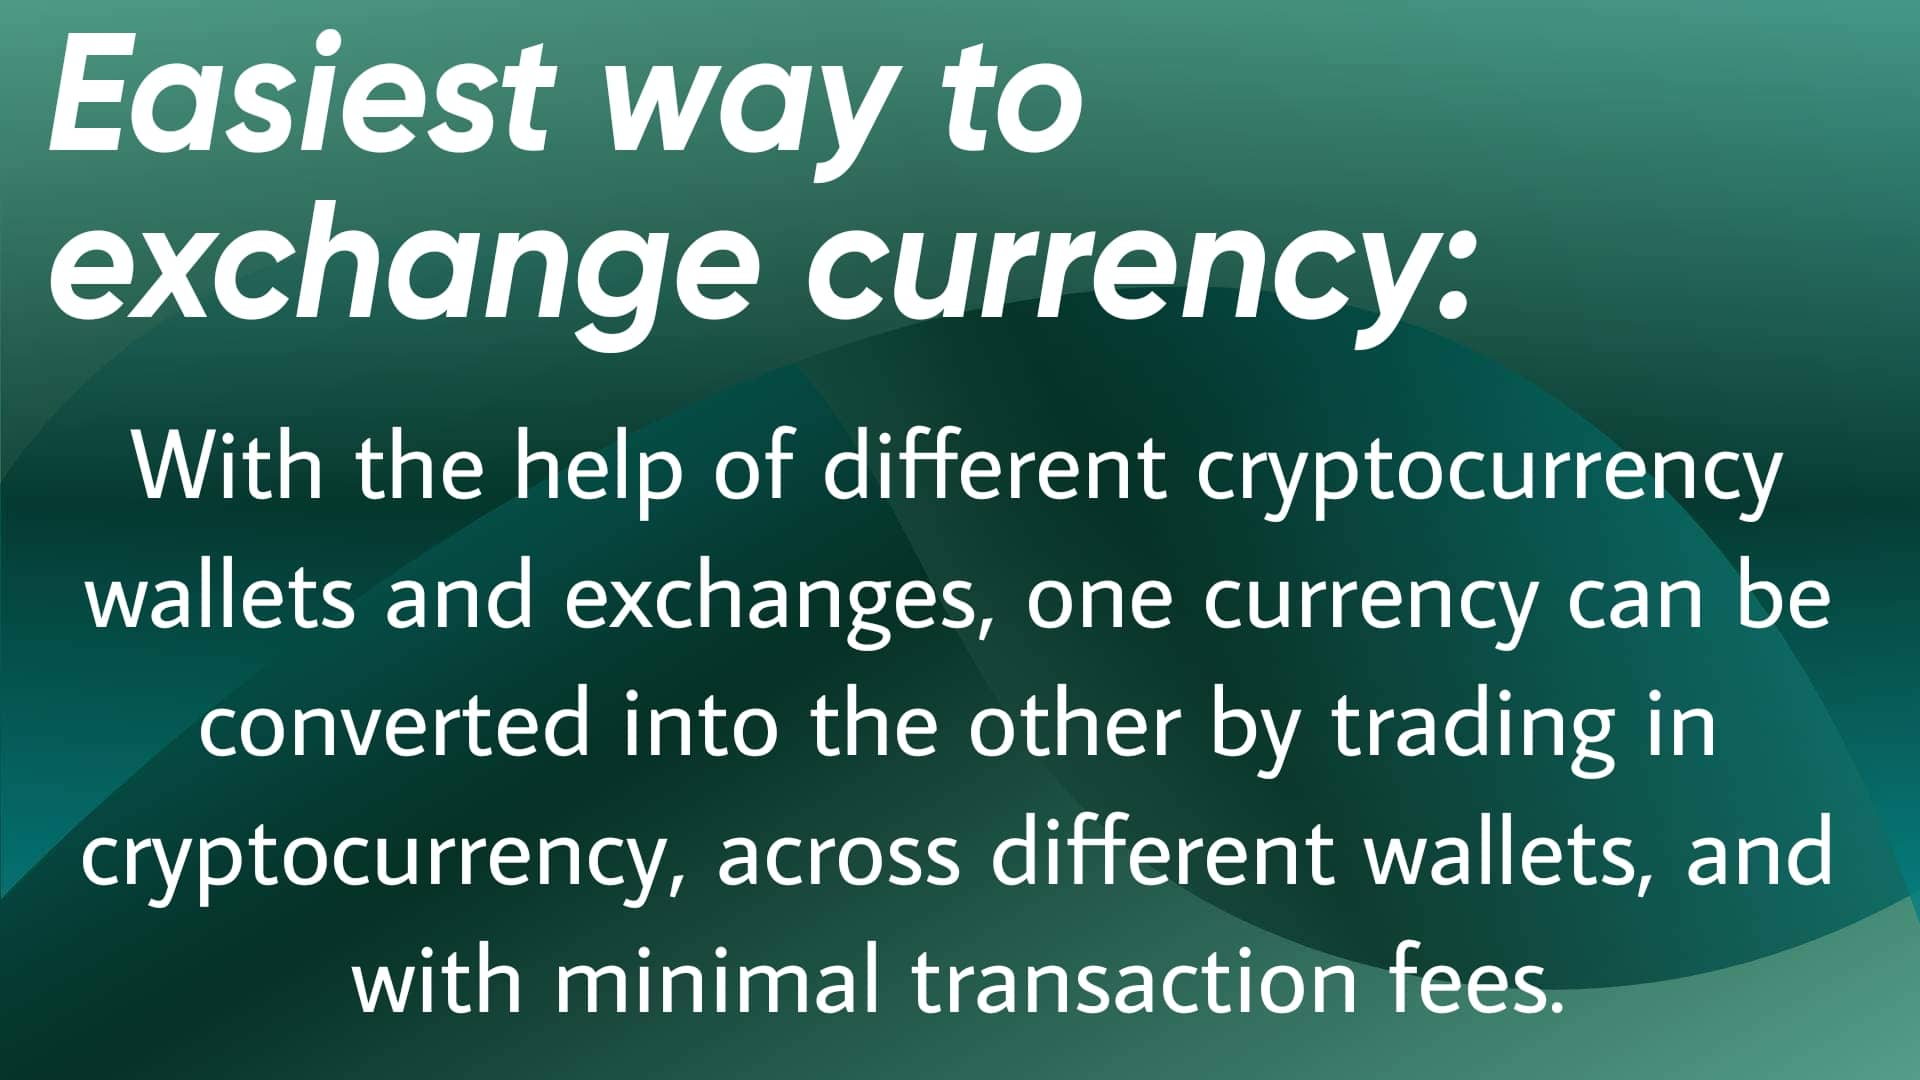 Easiest way to
exchange currency:
With the help of different cryptocurrency
wallets and exchanges, one currency can be
converted into the other by trading in
cryptocurrency, across different wallets, and
with minimal transaction fees.